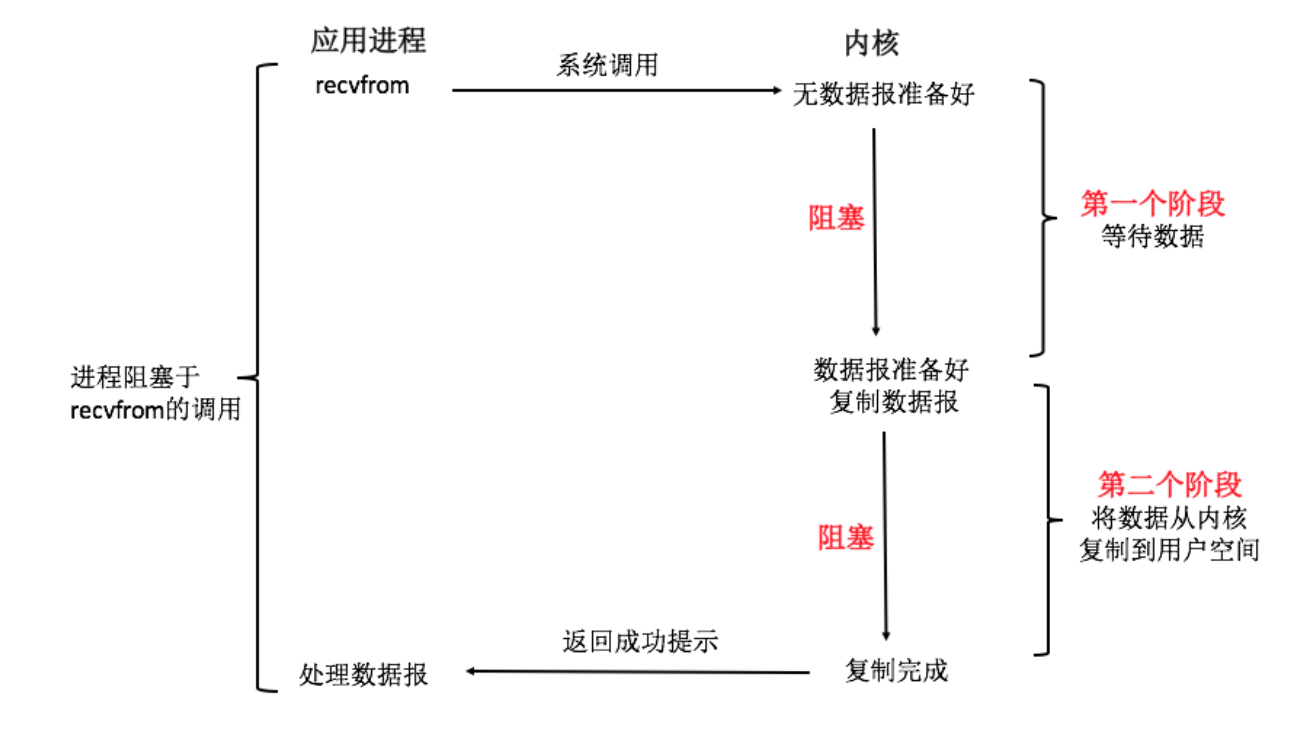 应用进程
内核
系统调用
recvfrom
无数据报准备好
阻塞
第一个阶段
等待数据
数据报准备好
复制数据报
进程阻塞于
recvfrom的调用
阻塞
第二个阶段
将数据从内核
复制到用户空间
返回成功提示
处理数据报
复制完成